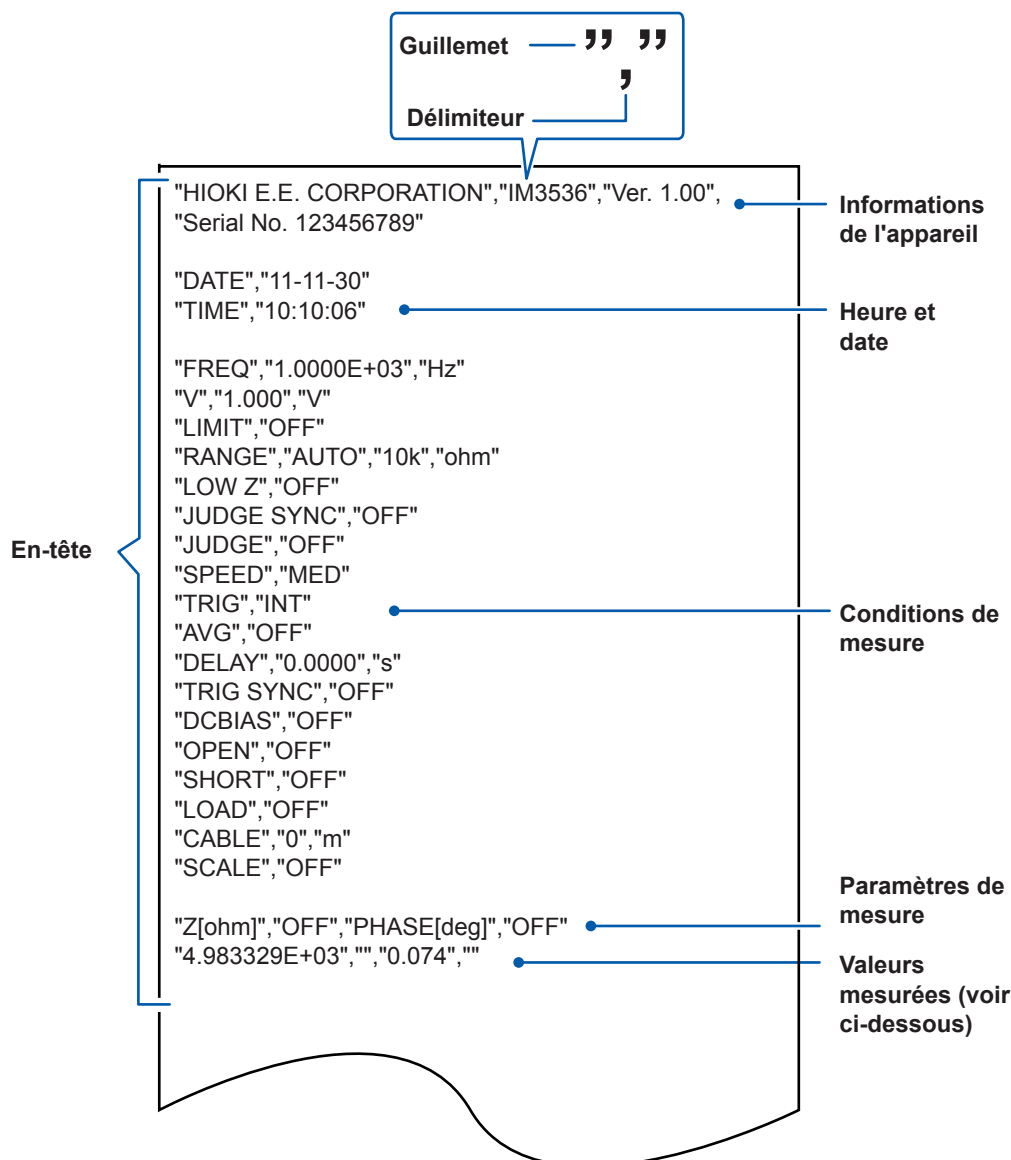 Guillemet
” ”
,
Délimiteur
"HIOKI E.E. CORPORATION","IM3536","Ver. 1.00",
"Serial No. 123456789"
Informations
de l'appareil
"DATE","11-11-30"
"TIME","10:10:06"
Heure et
date
"FREQ","1.0000E+03","Hz"
"V","1.000","V"
"LIMIT","OFF"
"RANGE","AUTO","10k","ohm"
"LOW Z","OFF"
"JUDGE SYNC","OFF"
"JUDGE","OFF"
"SPEED","MED"
"TRIG","INT"
"AVG","OFF"
"DELAY","0.0000","s"
"TRIG SYNC","OFF"
"DCBIAS","OFF"
"OPEN","OFF"
"SHORT","OFF"
"LOAD","OFF"
"CABLE","0","m"
"SCALE","OFF"
En-tête
Conditions de
mesure
"Z[ohm]","OFF","PHASE[deg]","OFF"
"4.983329E+03","","0.074",""
Paramètres de
mesure
Valeurs
mesurées (voir
ci-dessous)